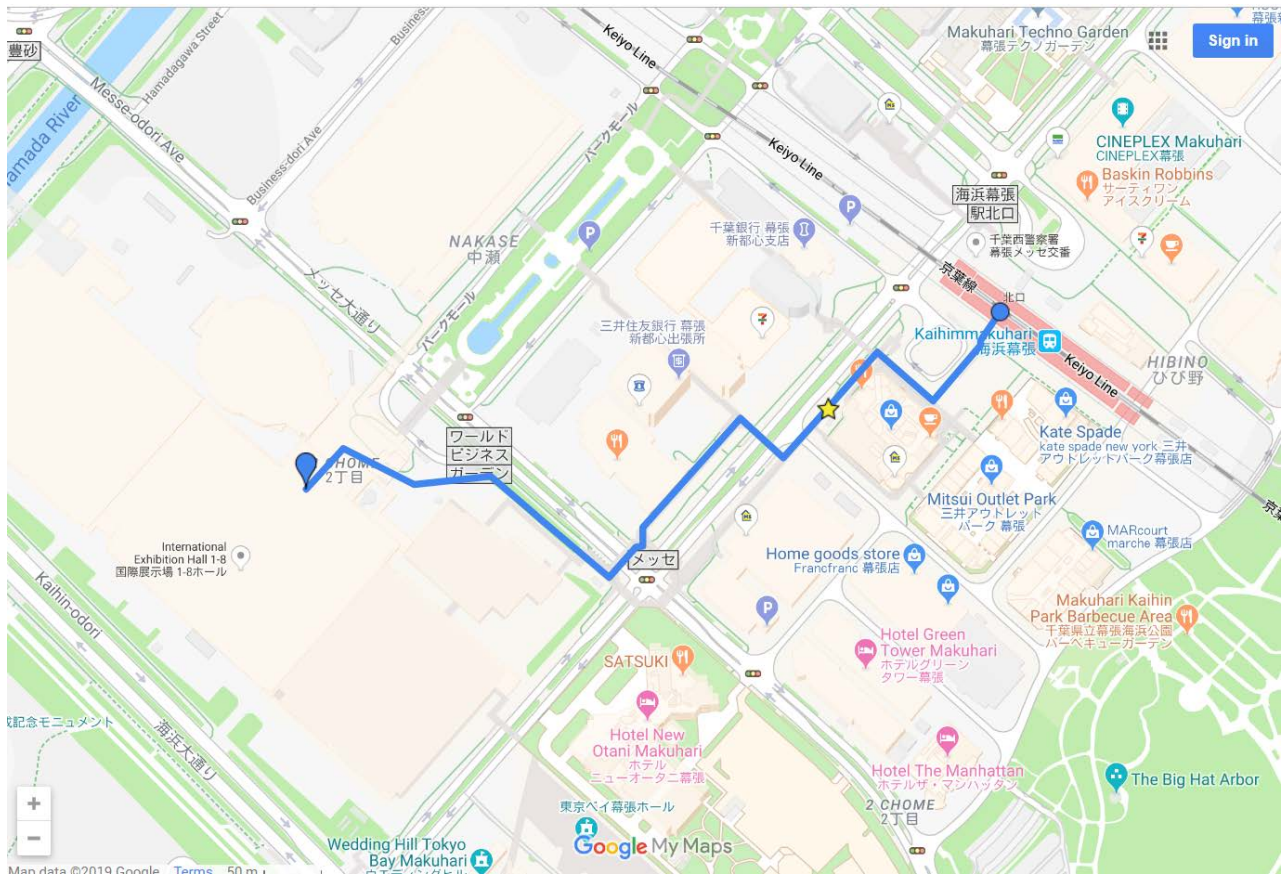 豊砂
Hamadagawa Street
Messe-odori Ave
Business-dori Ave
Keiyo Line
Makuhari Techno Garden
幕張テクノガーデン
Sign in
CINEPLEX Makuhari
CINEPLEX幕張
Baskin Robbins
サーティワン
アイスクリーム
海浜幕張
駅北口
千葉西警察署
幕張メッセ交番
Keiyo Line
パークモール
P
NAKASE
中瀬
P
千葉銀行 幕張
新都心支店
京葉線
北口
Kaihimmakuhari
海浜幕張
Keiyo Line
HIBINO
ひび野
メッセ大通り
パークモール
三井住友銀行 幕張
新都心出張所
Kate Spade
kate spade new york 三井
アウトレットパーク幕張店
ワールド
ビジネス
ガーデン
2 CHOME
2丁目
Mitsui Outlet Park
三井アウトレット
パーク 幕張
MARcourt
marche 幕張店
International
Exhibition Hall 1-8
国際展示場 1-8ホール
メッセ
Home goods store
Francfranc 幕張店
P
Makuhari Kaihin
Park Barbecue Area
千葉県立幕張海浜公園
バーベキューガーデン
Kaihin-odori
海浜大通り
SATSUKI
Hotel Green
Tower Makuhari
ホテルグリーン
タワー幕張
記念モニュメント
Hotel New
Otani Makuhari
ホテル
ニューオータニ幕張
Hotel The Manhattan
ホテルザ・マンハッタン
The Big Hat Arbor
2 CHOME
2丁目
東京ベイ幕張ホール
Wedding Hill Tokyo
Bay Makuhari
+
−
Google My Maps
Map data ©2019 Google
Terms
50 m